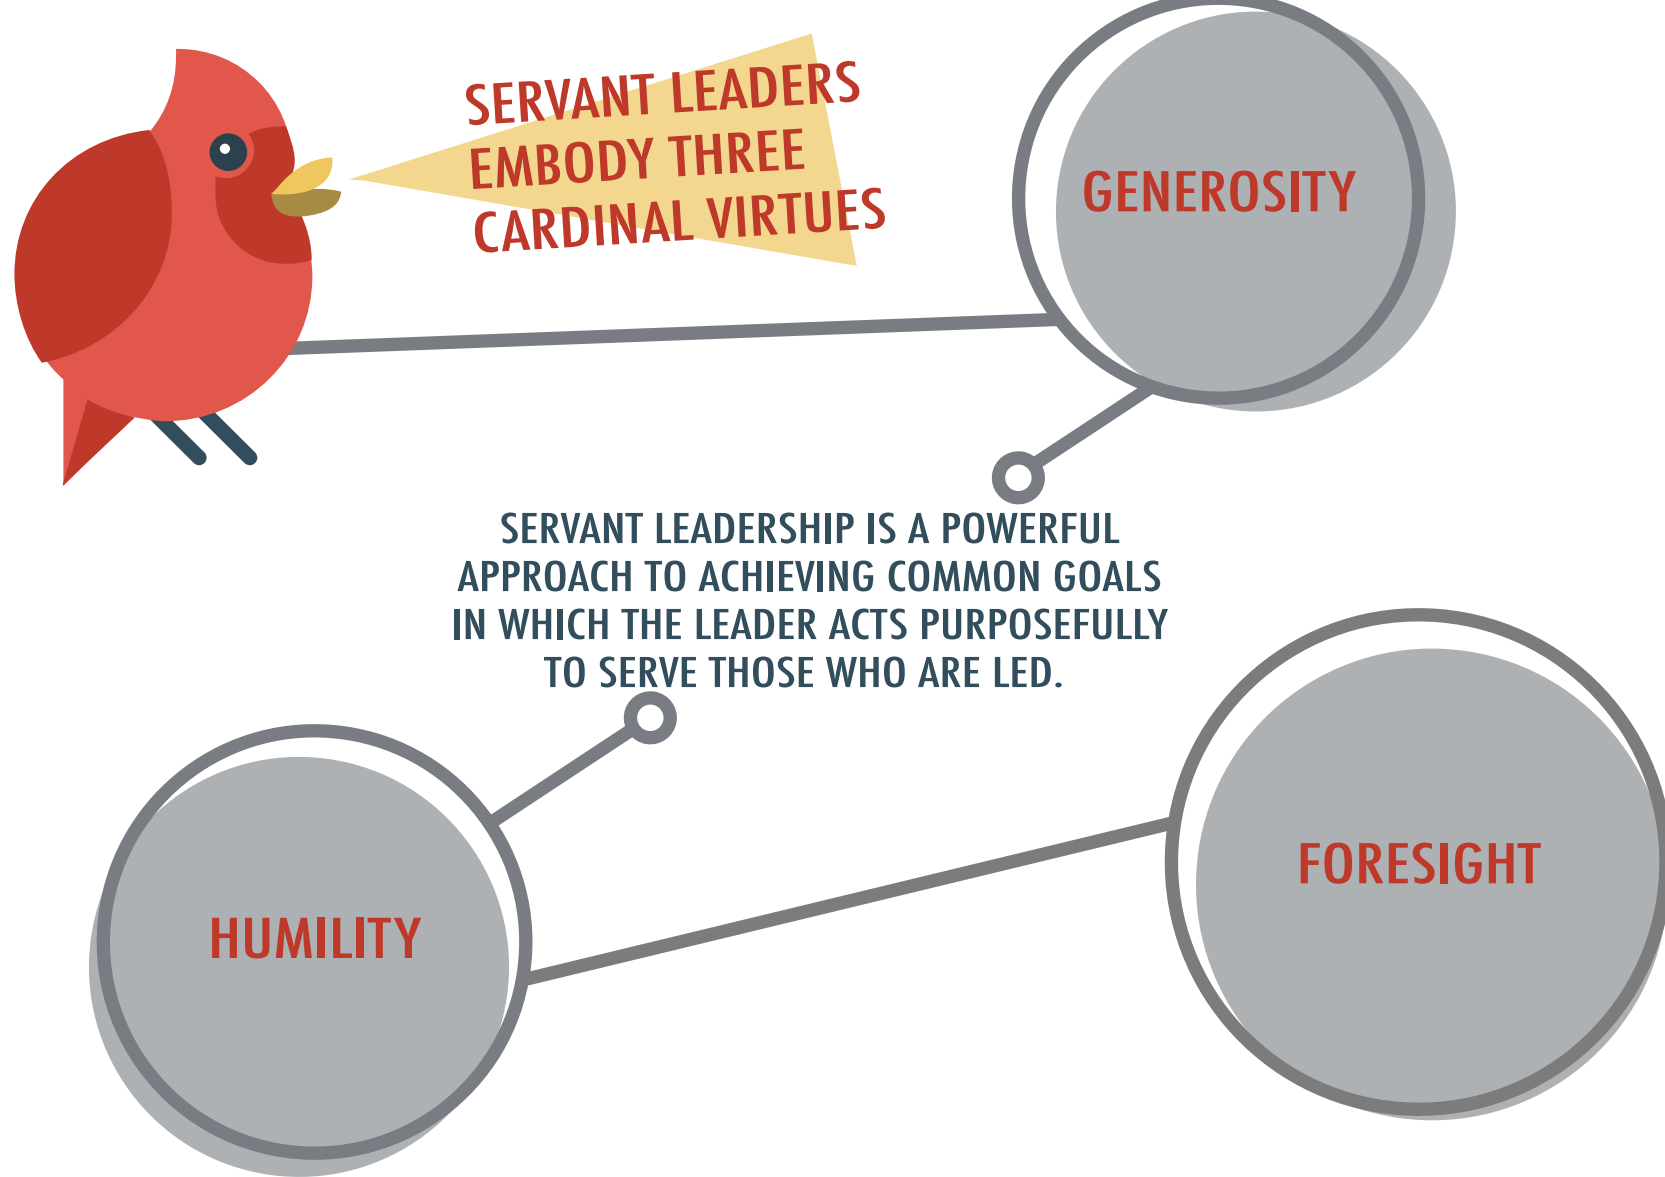 SERVANT LEADERS
EMBODY THREE
CARDINAL VIRTUES
GENEROSITY
SERVANT LEADERSHIP IS A POWERFUL
APPROACH TO ACHIEVING COMMON GOALS
IN WHICH THE LEADER ACTS PURPOSEFULLY
TO SERVE THOSE WHO ARE LED.
HUMILITY
FORESIGHT